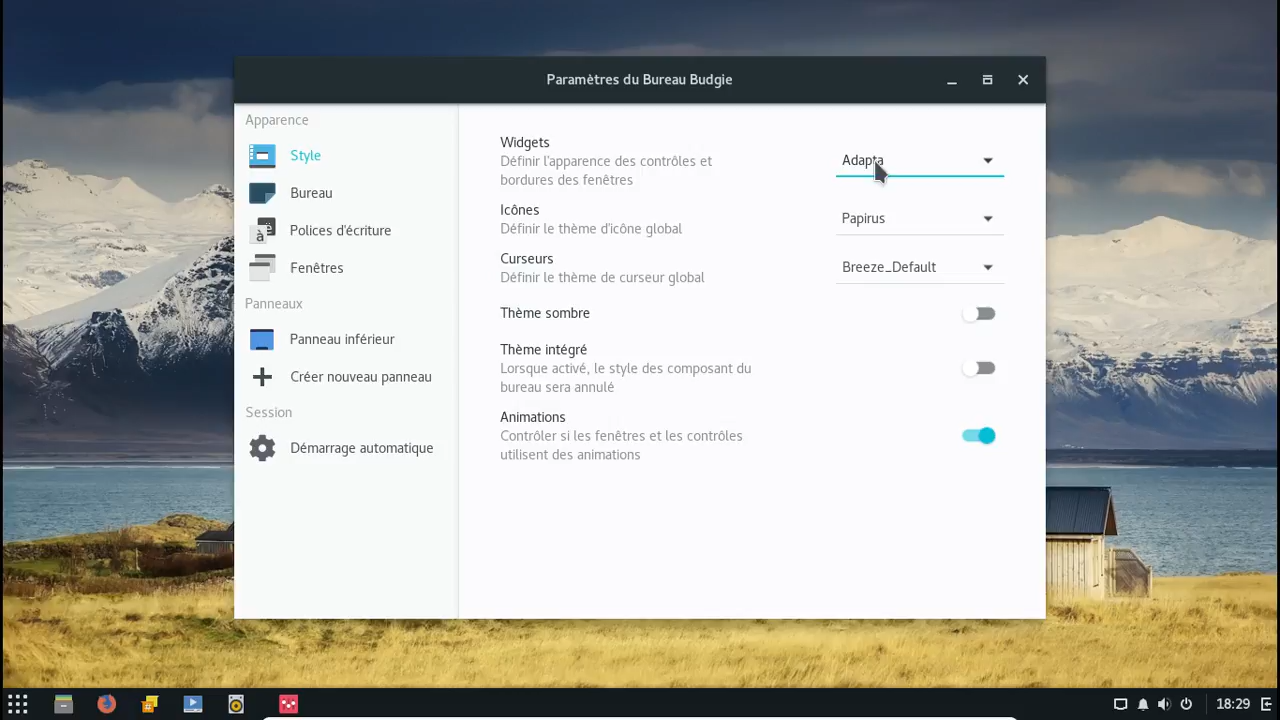 Paramètres du Bureau Budgie
Apparence
Style
Bureau
Polices d'écriture
Fenêtres
Panneaux
Panneau inférieur
Créer nouveau panneau
Session
Démarrage automatique
Widgets
Définir l'apparence des contrôles et
bordures des fenêtres
Adapta
Icônes
Définir le thème d'icône global
Papirus
Curseurs
Définir le thème de curseur global
Breeze_Default
Thème sombre
Thème intégré
Lorsque activé, le style des composant du
bureau sera annulé
Animations
Contrôler si les fenêtres et les contrôles
utilisent des animations
18:29